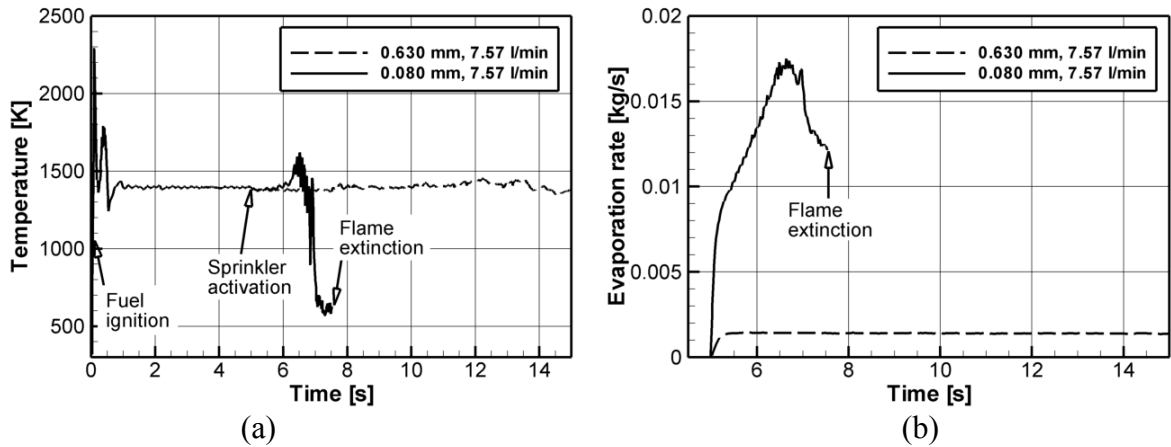 2500
2000
1500
1000
500
Temperature [K]
0.630 mm, 7.57 l/min
0.080 mm, 7.57 l/min
Fuel
ignition
Sprinkler
activation
Flame
extinction
0 2 4 6 8 10 12 14
Time [s]
(a)
0.02
0.015
0.01
0.005
0
Evaporation rate [kg/s]
0.630 mm, 7.57 l/min
0.080 mm, 7.57 l/min
Flame
extinction
6 8 10 12 14
Time [s]
(b)